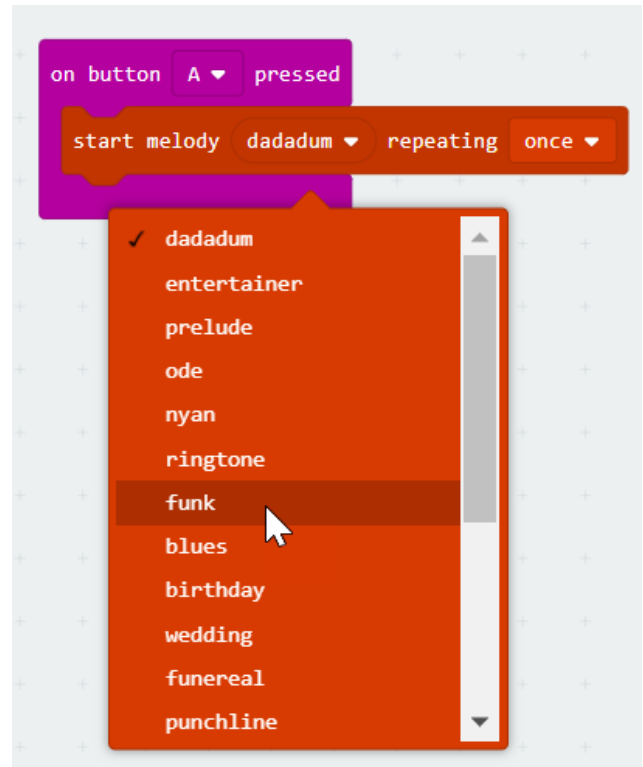 on button A pressed
start melody dadadum repeating once
dadadum
entertainer
prelude
ode
nyan
ringtone
funk
blues
birthday
wedding
funereal
punchline